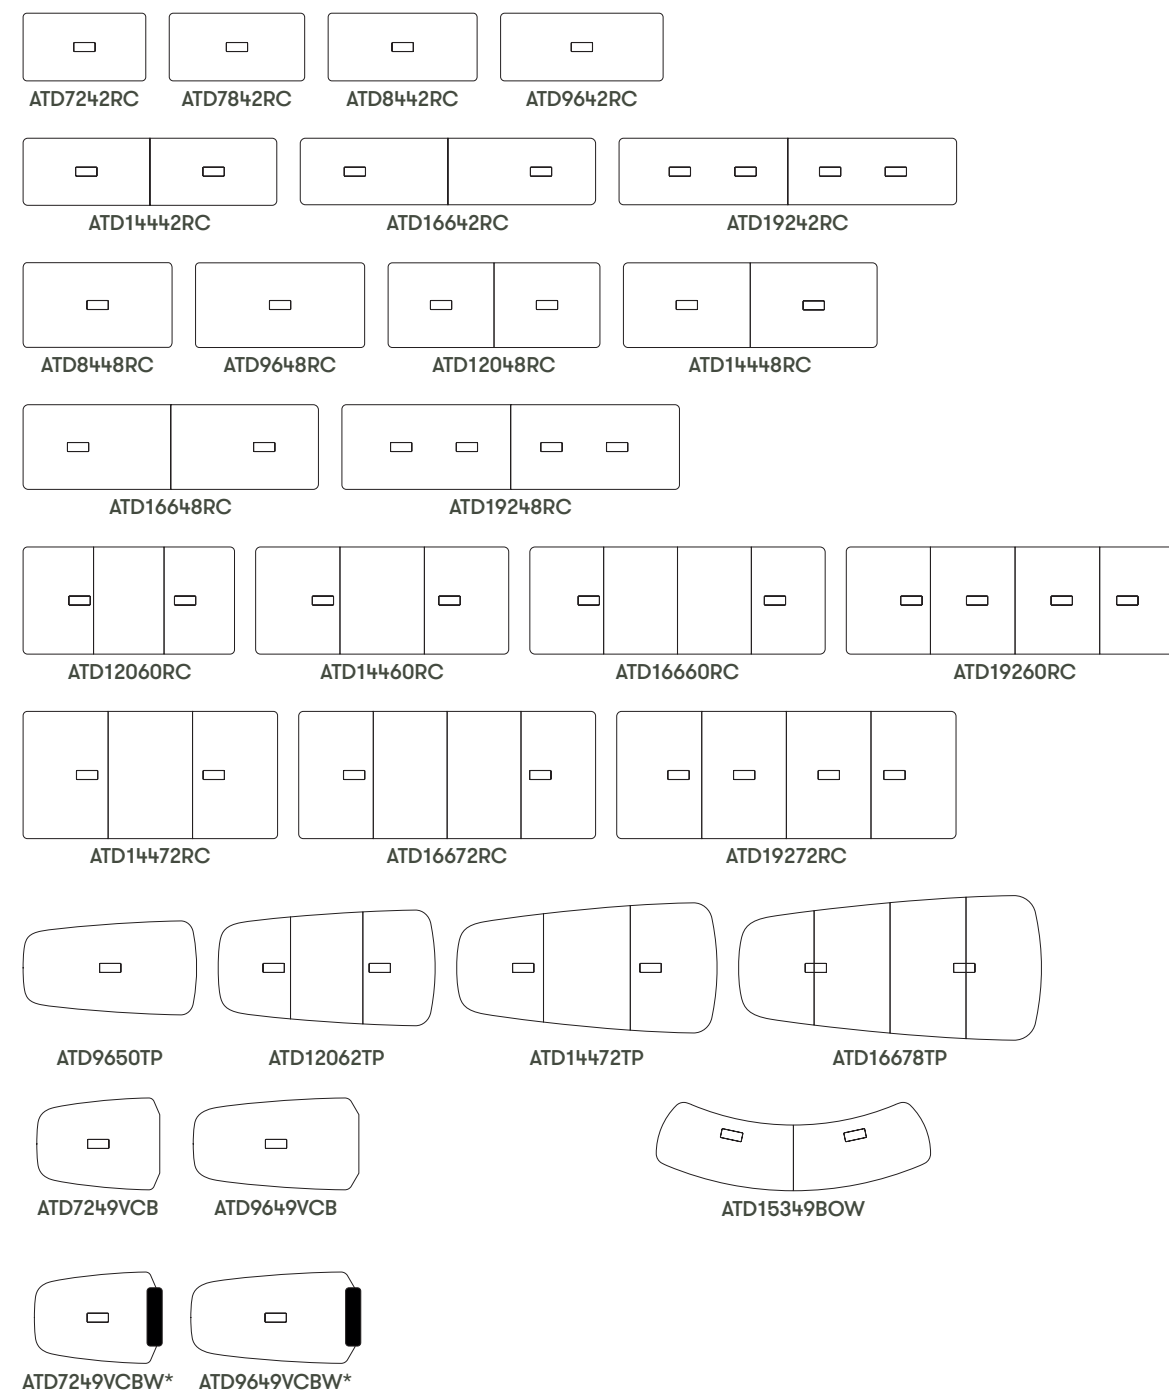 ATD7242RC ATD7842RC ATD8442RC ATD9642RC
ATD14442RC ATD16642RC ATD19242RC
ATD8448RC ATD9648RC ATD12048RC ATD14448RC
ATD16648RC ATD19248RC
ATD12060RC ATD14460RC ATD16660RC ATD19260RC
ATD14472RC ATD16672RC ATD19272RC
ATD9650TP ATD12062TP ATD14472TP ATD16678TP
ATD7249VCB ATD9649VCB ATD15349BOW
ATD7249VCBW* ATD9649VCBW*